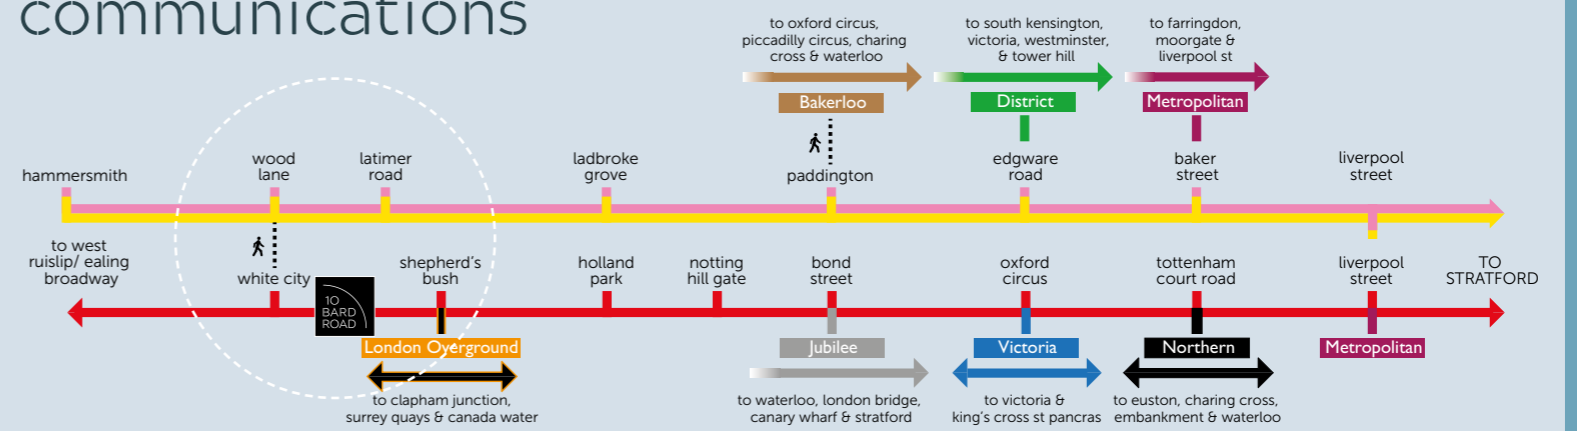 communications
to oxford circus,
piccadilly circus, charing
cross & waterloo
to south kensington,
victoria, westminster,
& tower hill
to farringdon,
moorgate &
liverpool st
Bakerloo
District
Metropolitan
hammersmith
wood
lane
latimer
road
ladbroke
grove
paddington
edgware
road
baker
street
liverpool
street
to west
ruislip/ ealing
broadway
white city
10
BARD
ROAD
shepherd's
bush
holland
park
notting
hill gate
bond
street
oxford
circus
tottenham
court road
liverpool
street
TO
STRATFORD
London Overground
Jubilee
Victoria
Northern
Metropolitan
to clapham junction,
surrey quays & canada water
to waterloo, london bridge,
canary wharf & stratford
to victoria &
king's cross st pancras
to euston, charing cross,
embankment & waterloo